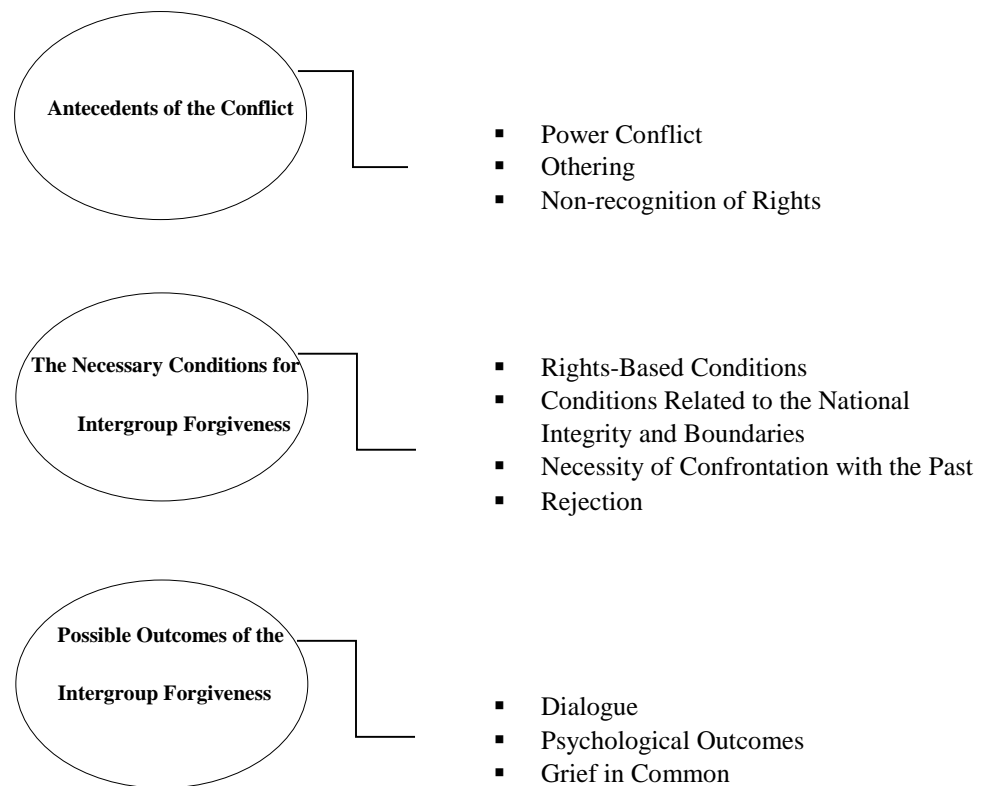 Antecedents of the Conflict
▪ Power Conflict
▪ Othering
▪ Non-recognition of Rights
The Necessary Conditions for
Intergroup Forgiveness
▪ Rights-Based Conditions
▪ Conditions Related to the National
Integrity and Boundaries
▪ Necessity of Confrontation with the Past
▪ Rejection
Possible Outcomes of the
Intergroup Forgiveness
▪ Dialogue
▪ Psychological Outcomes
▪ Grief in Common